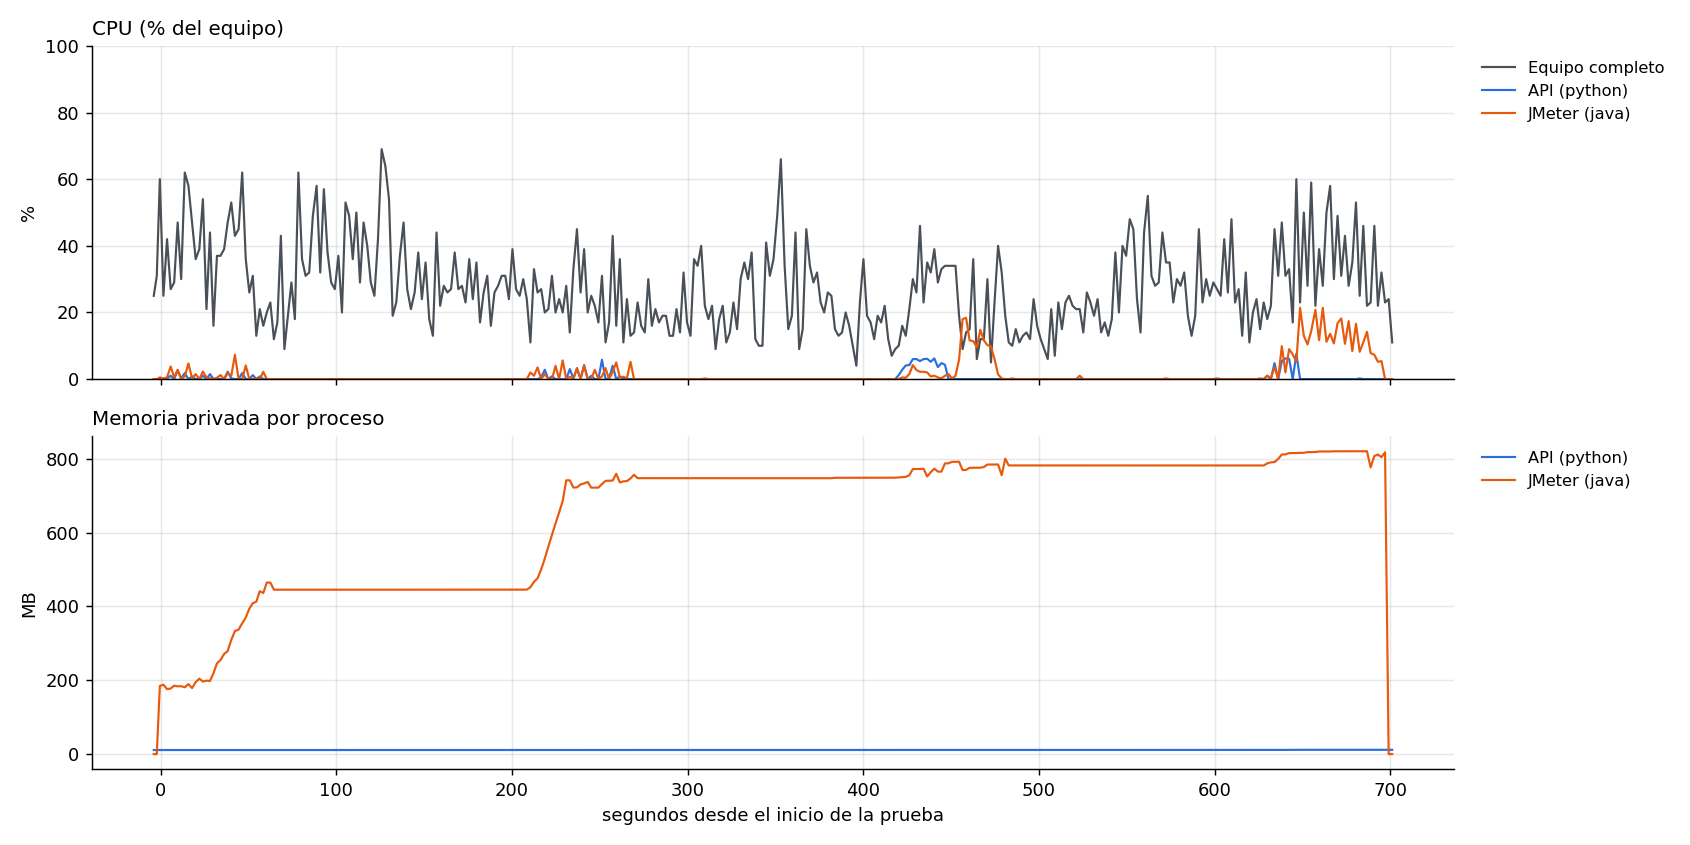 CPU (% del equipo)
100
80
60
40
20
0
%
Equipo completo
API (python)
JMeter (java)
Memoria privada por proceso
800
600
400
200
0
MB
API (python)
JMeter (java)
0 100 200 300 400 500 600 700
segundos desde el inicio de la prueba